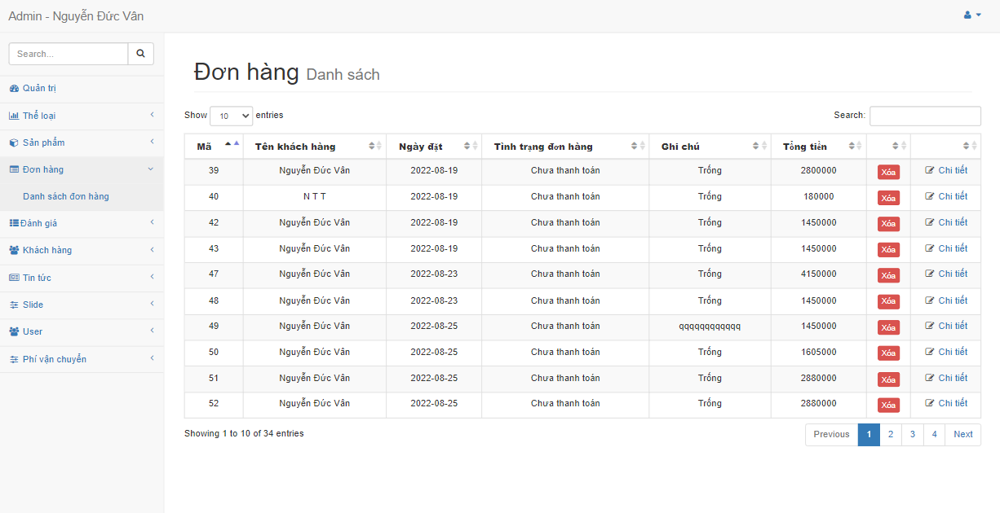 Admin - Nguyễn Đức Vân
Search...
Quản trị
Thể loại
Sản phẩm
Đơn hàng
Danh sách đơn hàng
Đánh giá
Khách hàng
Tin tức
Slide
User
Phí vận chuyển
Đơn hàng Danh sách
Show 10 entries Search:
Mã Tên khách hàng Ngày đặt Tình trạng đơn hàng Ghi chú Tổng tiền
39 Nguyễn Đức Vân 2022-08-19 Chưa thanh toán Trống 2800000 Xóa Chi tiết
40 N T T 2022-08-19 Chưa thanh toán Trống 180000 Xóa Chi tiết
42 Nguyễn Đức Vân 2022-08-19 Chưa thanh toán Trống 1450000 Xóa Chi tiết
43 Nguyễn Đức Vân 2022-08-19 Chưa thanh toán Trống 1450000 Xóa Chi tiết
47 Nguyễn Đức Vân 2022-08-23 Chưa thanh toán Trống 4150000 Xóa Chi tiết
48 Nguyễn Đức Vân 2022-08-23 Chưa thanh toán Trống 1450000 Xóa Chi tiết
49 Nguyễn Đức Vân 2022-08-25 Chưa thanh toán qqqqqqqqqqqq 1450000 Xóa Chi tiết
50 Nguyễn Đức Vân 2022-08-25 Chưa thanh toán Trống 1605000 Xóa Chi tiết
51 Nguyễn Đức Vân 2022-08-25 Chưa thanh toán Trống 2880000 Xóa Chi tiết
52 Nguyễn Đức Vân 2022-08-25 Chưa thanh toán Trống 2880000 Xóa Chi tiết
Showing 1 to 10 of 34 entries Previous 1 2 3 4 Next